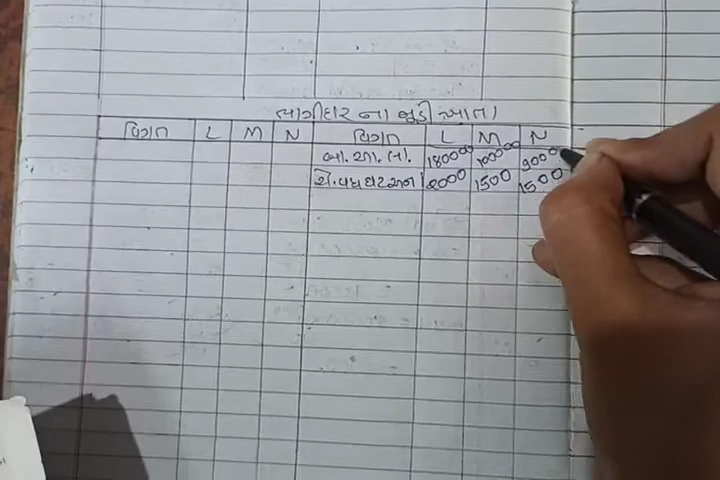 ભાગીદાર ના મૂડી ખાતા
વિગત L M N વિગત L M N
બા. આ. લા. 180000 100000 90000
શે. વધઘટ ખાતે 2000 1500 1500